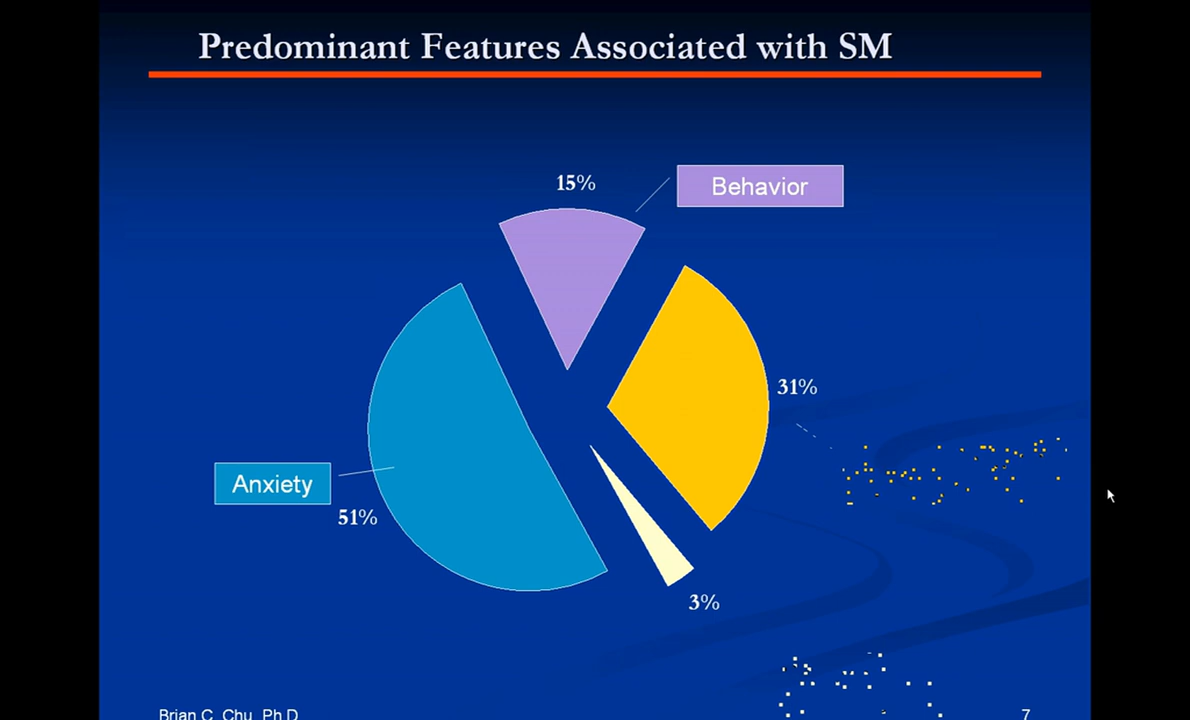 Predominant Features Associated with SM
15%
Behavior
31%
Anxiety
51%
3%
Brian C. Chu, Ph.D.
7